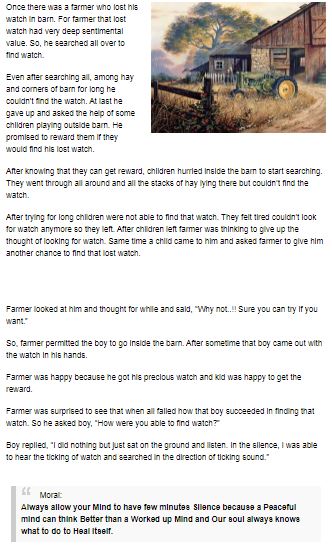 Once there was a farmer who lost his
watch in barn. For farmer that lost
watch had very deep sentimental
value. So, he searched all over to
find watch.
Even after searching all, among hay
and corners of barn for long he
couldn't find the watch. At last he
gave up and asked the help of some
children playing outside barn. He
promised to reward them if they
would find his lost watch.
After knowing that they can get reward, children hurried inside the barn to start searching.
They went through all around and all the stacks of hay lying there but couldn't find the
watch.
After trying for long children were not able to find that watch. They felt tired couldn't look
for watch anymore so they left. After children left farmer was thinking to give up the
thought of looking for watch. Same time a child came to him and asked farmer to give him
another chance to find that lost watch.
Farmer looked at him and thought for while and said, "Why not..!! Sure you can try if you
want."
So, farmer permitted the boy to go inside the barn. After sometime that boy came out with
the watch in his hands.
Farmer was happy because he got his precious watch and kid was happy to get the
reward.
Farmer was surprised to see that when all failed how that boy succeeded in finding that
watch. So he asked boy, "How were you able to find watch?"
Boy replied, "I did nothing but just sat on the ground and listen. In the silence, I was able
to hear the ticking of watch and searched in the direction of ticking sound."
“ Moral:
Always allow your Mind to have few minutes Silence because a Peaceful
mind can think Better than a Worked up Mind and Our soul always knows
what to do to Heal Itself.